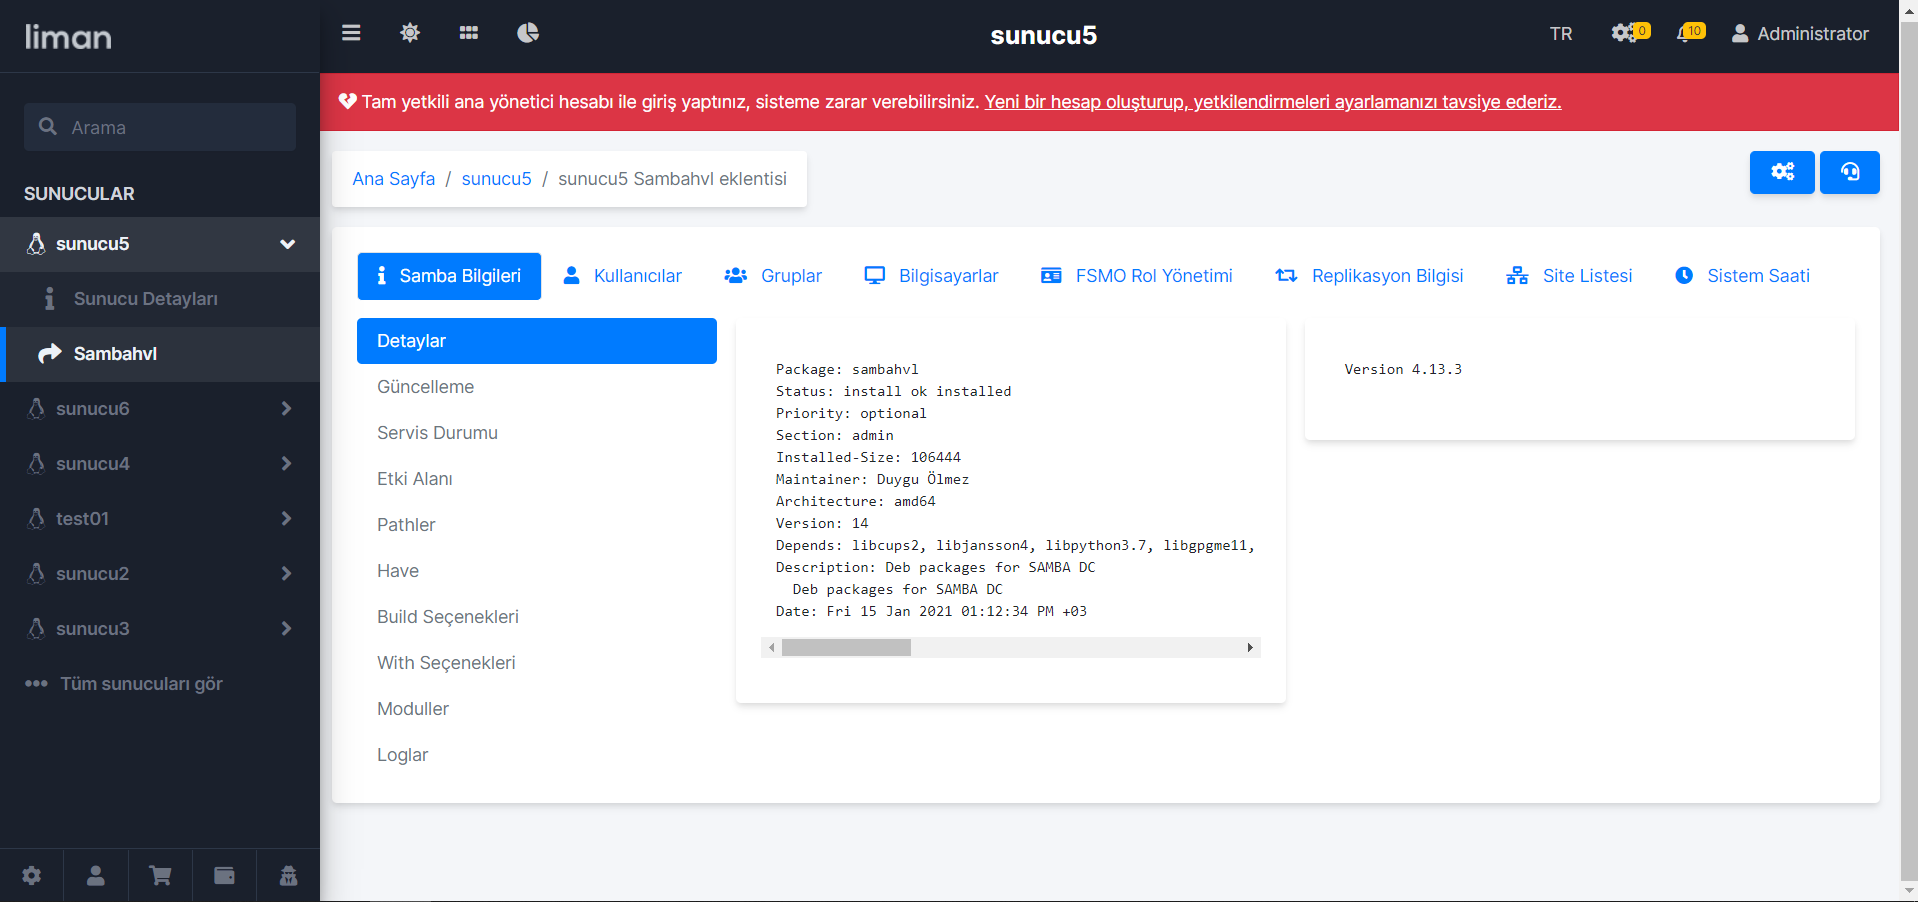 liman
sunucu5
TR
0
10
Administrator
Tam yetkili ana yönetici hesabı ile giriş yaptınız, sisteme zarar verebilirsiniz. Yeni bir hesap oluşturup, yetkilendirmeleri ayarlamanızı tavsiye ederiz.
Arama
SUNUCULAR
sunucu5
Sunucu Detayları
Sambahvl
sunucu6
sunucu4
test01
sunucu2
sunucu3
Tüm sunucuları gör
Ana Sayfa / sunucu5 / sunucu5 Sambahvl eklentisi
Samba Bilgileri
Kullanıcılar
Gruplar
Bilgisayarlar
FSMO Rol Yönetimi
Replikasyon Bilgisi
Site Listesi
Sistem Saati
Detaylar
Güncelleme
Servis Durumu
Etki Alanı
Pathler
Have
Build Seçenekleri
With Seçenekleri
Moduller
Loglar
Package: sambahvl
Status: install ok installed
Priority: optional
Section: admin
Installed-Size: 106444
Maintainer: Duygu Ölmez
Architecture: amd64
Version: 14
Depends: libcups2, libjansson4, libpython3.7, libgpgme11,
Description: Deb packages for SAMBA DC
Deb packages for SAMBA DC
Date: Fri 15 Jan 2021 01:12:34 PM +03
Version 4.13.3